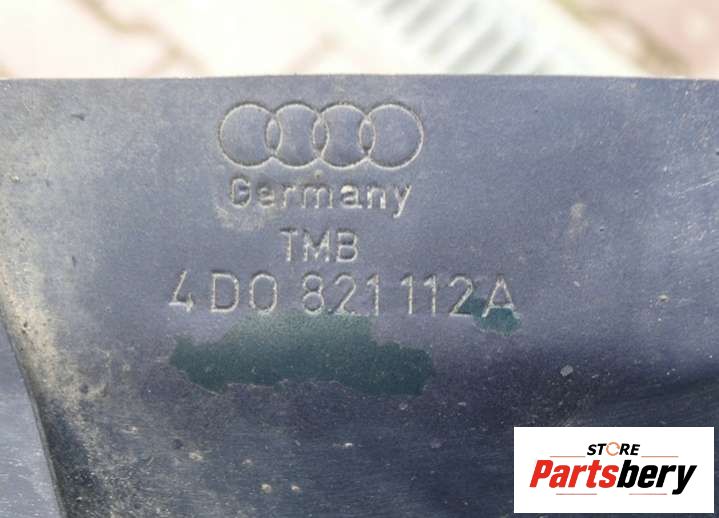 Germany
TMB
4D0 821 112A
STORE
Partsbery